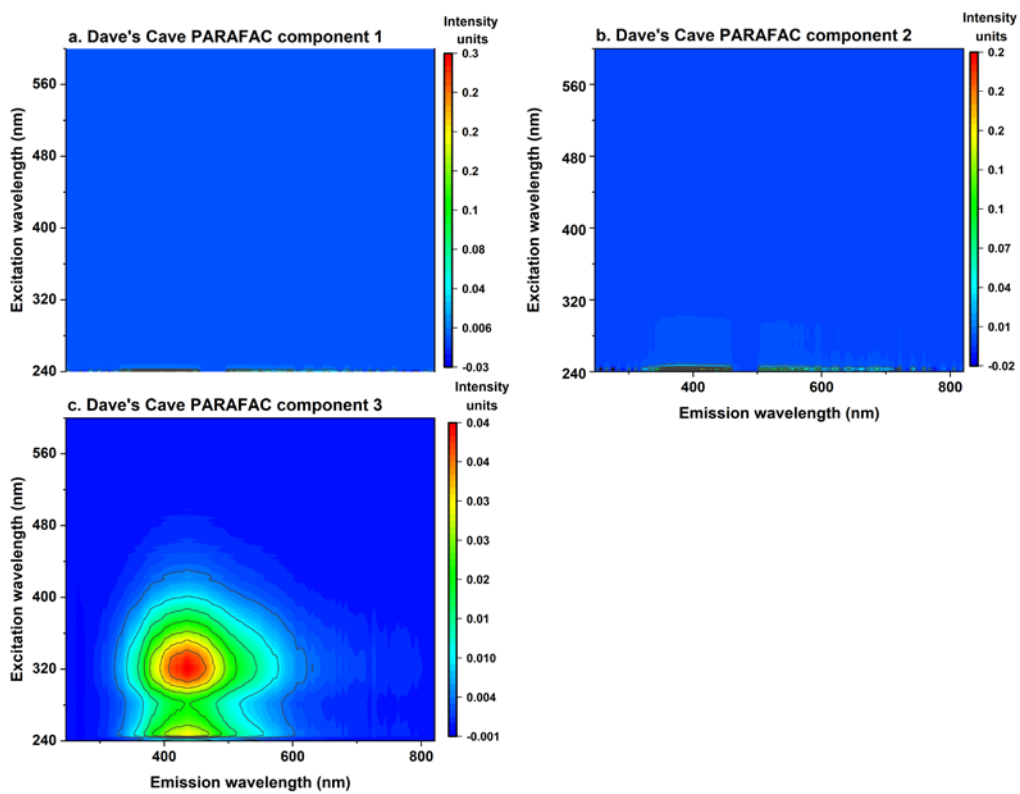 a. Dave's Cave PARAFAC component 1
Intensity
units
0.3
0.2
0.2
0.2
0.1
0.08
0.04
0.006
-0.03
Excitation wavelength (nm)
560
480
400
320
240
b. Dave's Cave PARAFAC component 2
Intensity
units
0.2
0.2
0.2
0.1
0.1
0.07
0.04
0.01
-0.02
Excitation wavelength (nm)
560
480
400
320
240
400 600 800
Emission wavelength (nm)
c. Dave's Cave PARAFAC component 3
Intensity
units
0.04
0.04
0.03
0.03
0.02
0.01
0.010
0.004
-0.001
Excitation wavelength (nm)
560
480
400
320
240
400 600 800
Emission wavelength (nm)